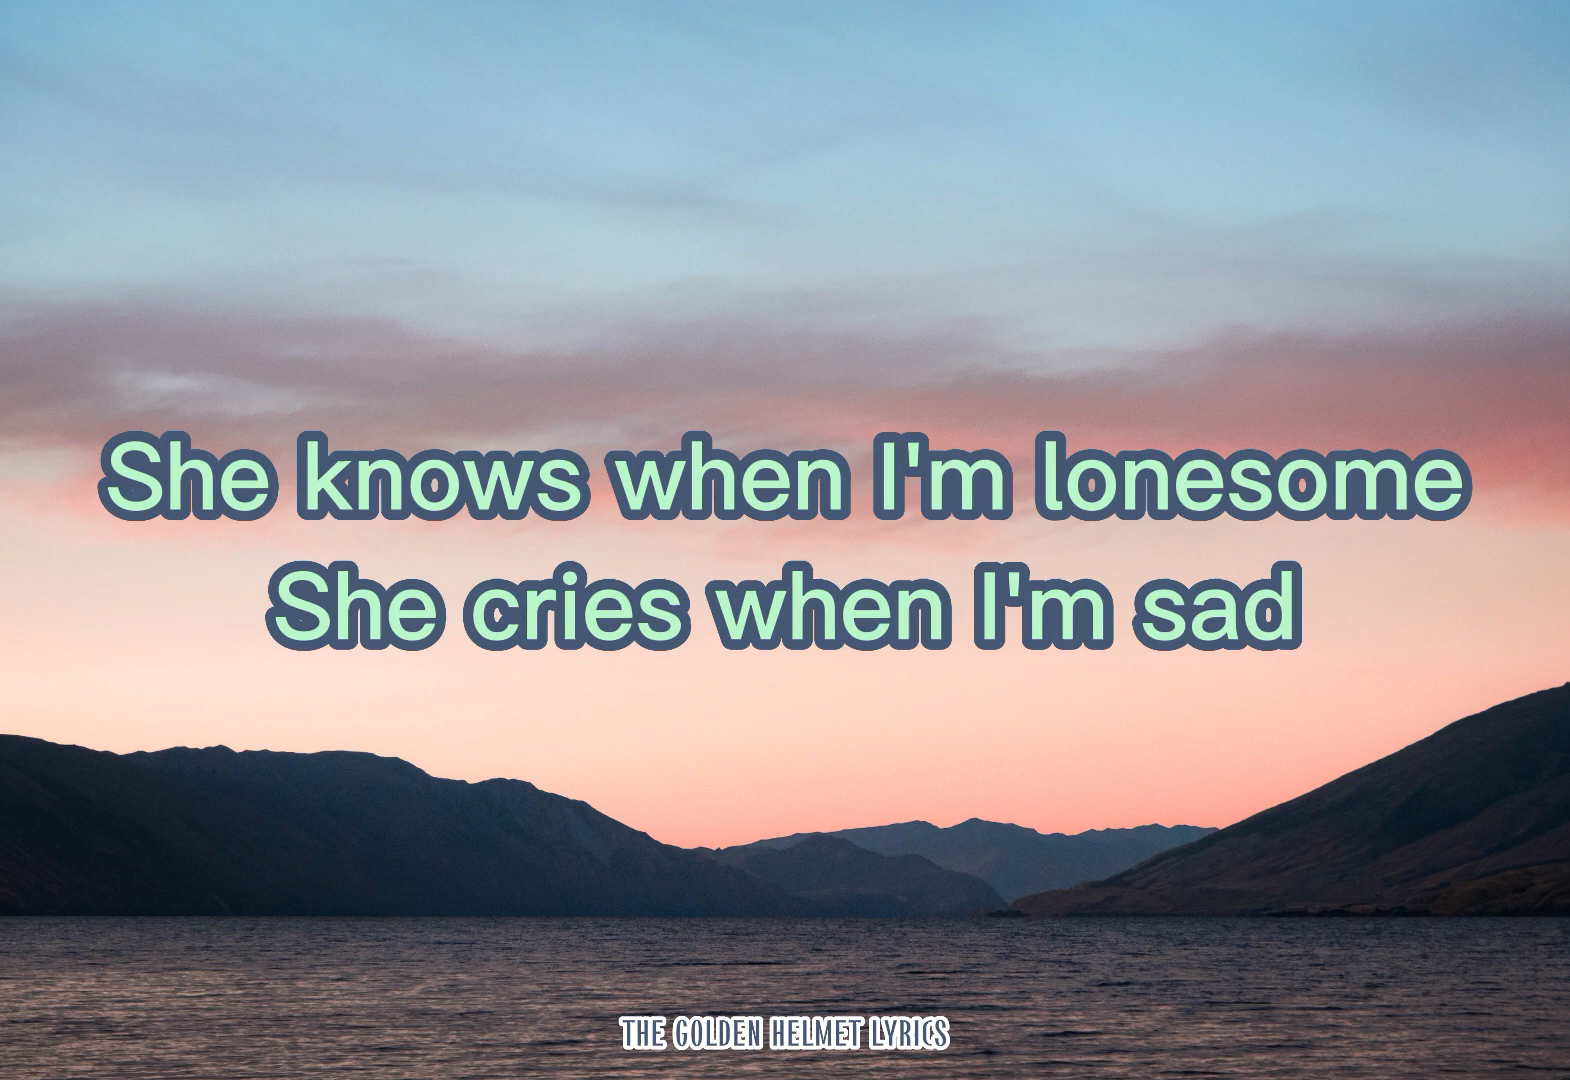 She knows when I'm lonesome
She cries when I'm sad
THE GOLDEN HELMET LYRICS